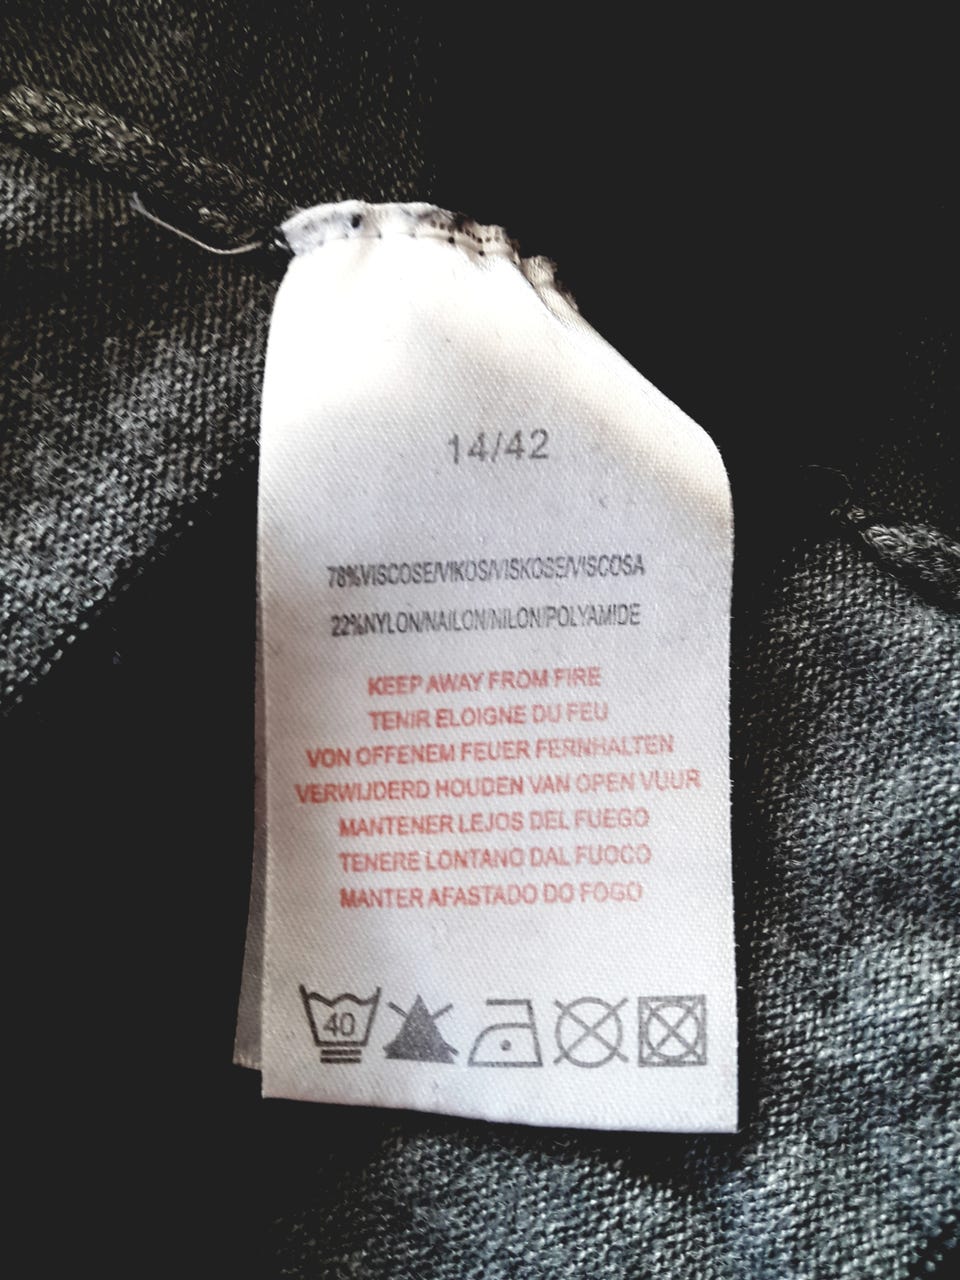 14/42
78%VISCOSE/VIKOS/VISKOSE/VISCOSA
22%NYLON/NAILON/NILON/POLYAMIDE
KEEP AWAY FROM FIRE
TENIR ELOIGNE DU FEU
VON OFFENEM FEUER FERNHALTEN
VERWIJDERD HOUDEN VAN OPEN VUUR
MANTENER LEJOS DEL FUEGO
TENERE LONTANO DAL FUOCO
MANTER AFASTADO DO FOGO
40